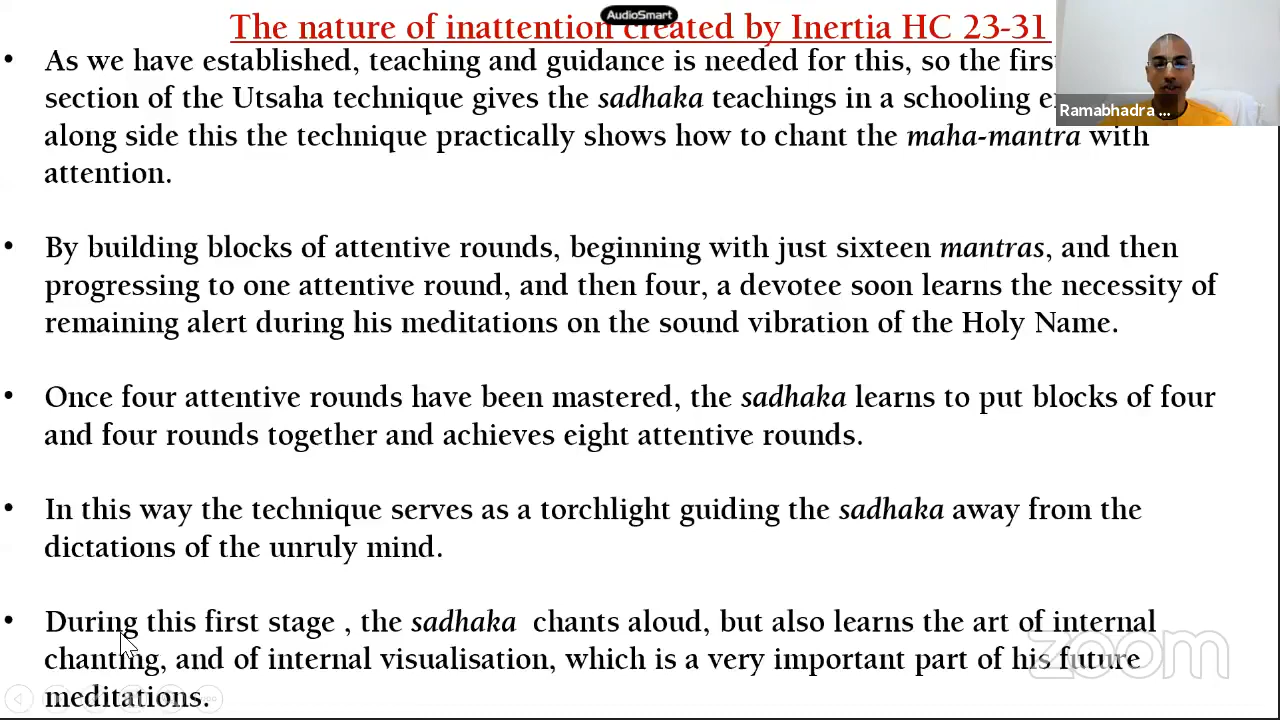 AudioSmart
The nature of inattention created by Inertia HC 23-31
• As we have established, teaching and guidance is needed for this, so the first
section of the Utsaha technique gives the sadhaka teachings in a schooling
along side this the technique practically shows how to chant the maha-mantra with
attention.
Ramabhadra ...
• By building blocks of attentive rounds, beginning with just sixteen mantras, and then
progressing to one attentive round, and then four, a devotee soon learns the necessity of
remaining alert during his meditations on the sound vibration of the Holy Name.
• Once four attentive rounds have been mastered, the sadhaka learns to put blocks of four
and four rounds together and achieves eight attentive rounds.
• In this way the technique serves as a torchlight guiding the sadhaka away from the
dictations of the unruly mind.
• During this first stage , the sadhaka chants aloud, but also learns the art of internal
chanting, and of internal visualisation, which is a very important part of his future
meditations.
zoom